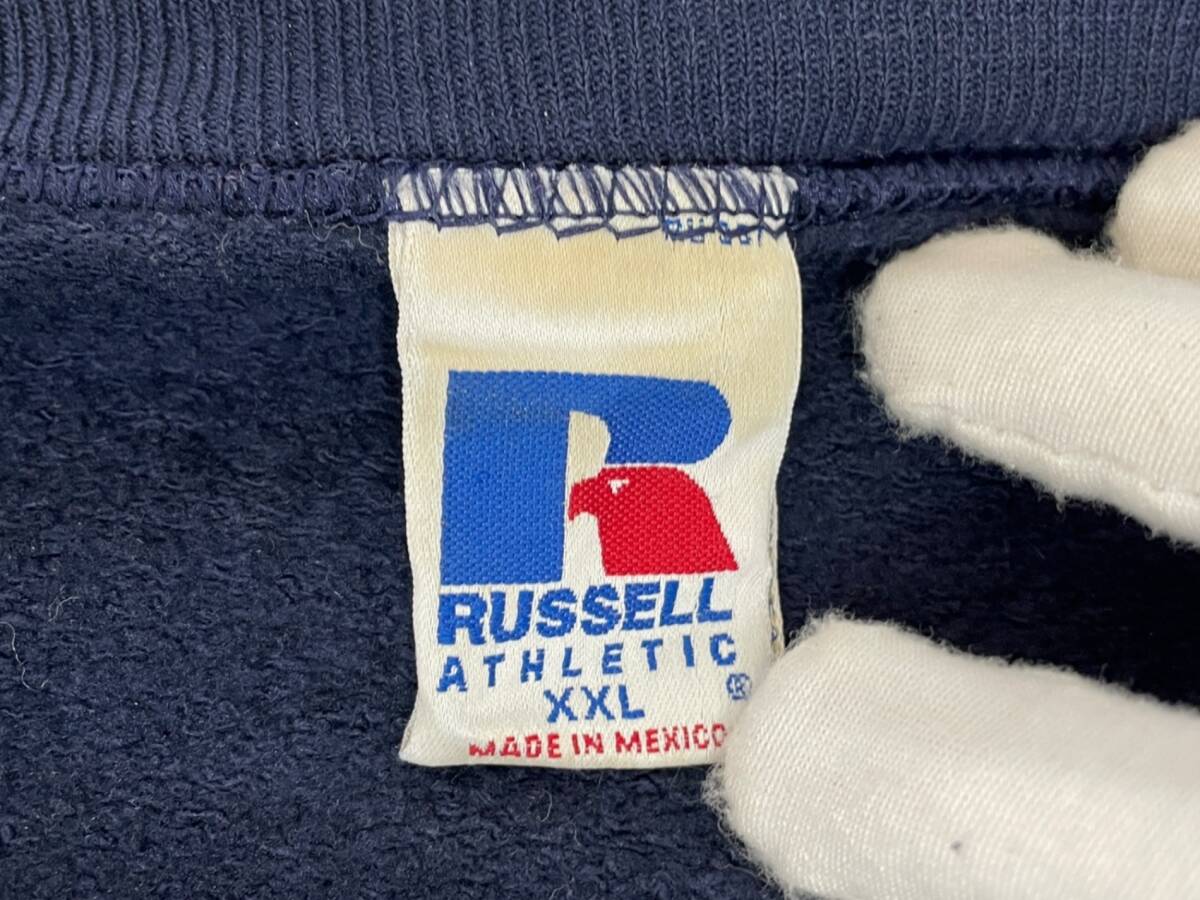 R
RUSSELL
ATHLETIC
XXL ®
MADE IN MEXICO